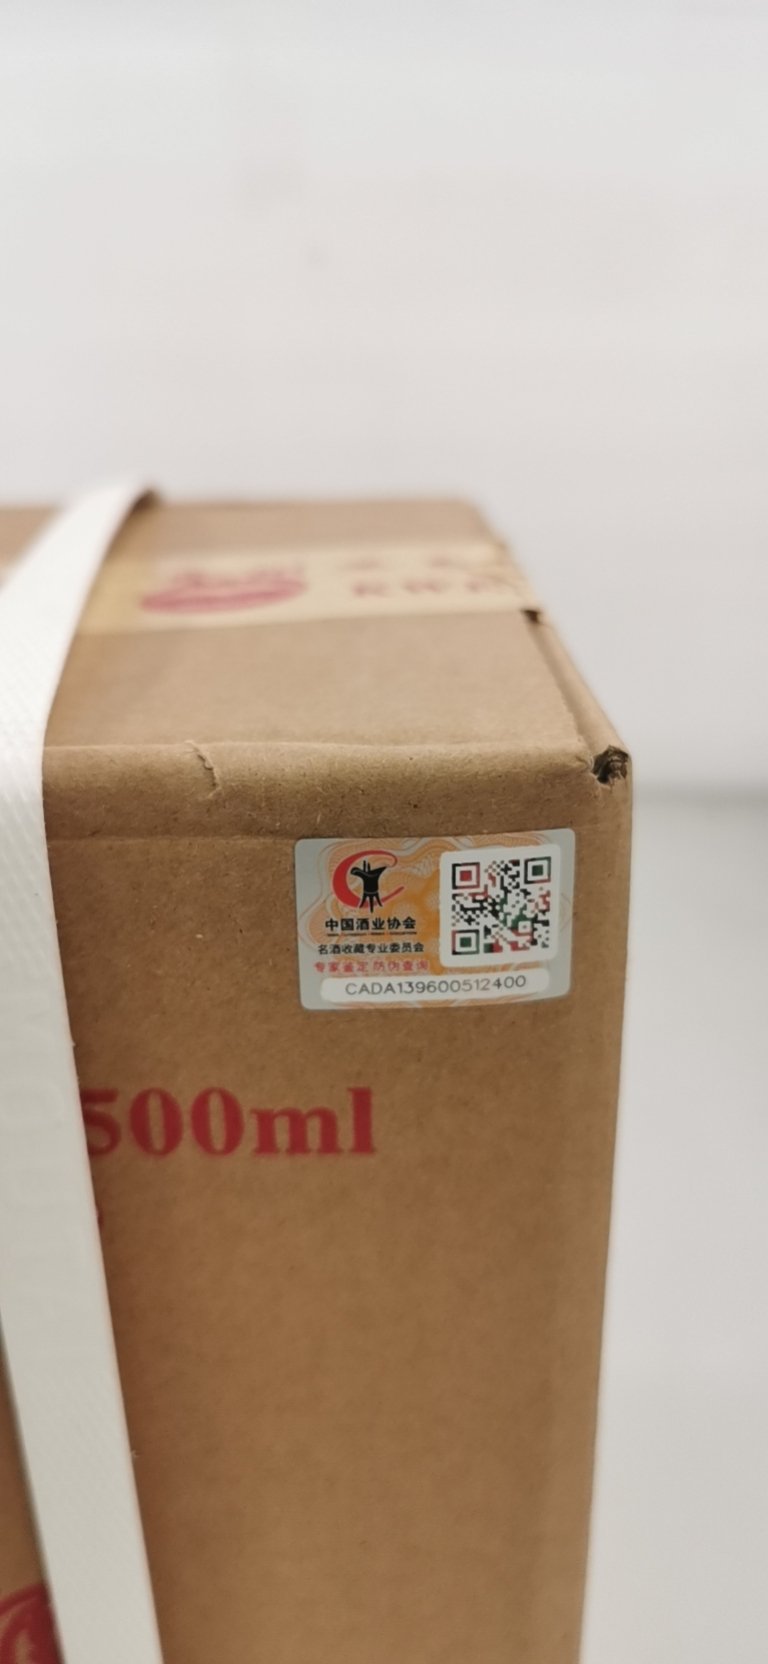 中国酒业协会
名酒收藏专业委员会
专家鉴定 防伪查询
CADA139600512400
500ml